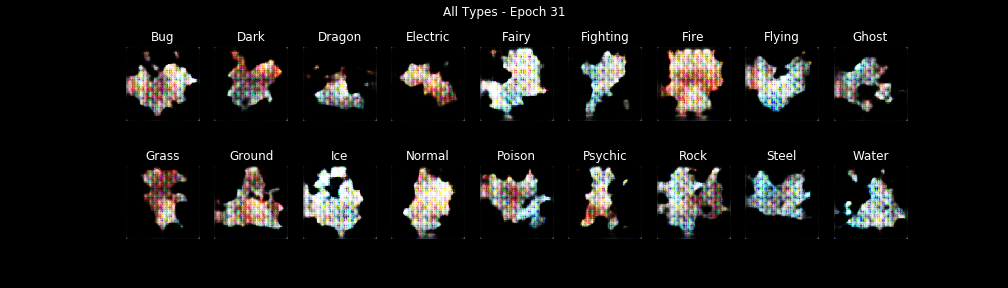 All Types - Epoch 31
Bug Dark Dragon Electric Fairy Fighting Fire Flying Ghost
Grass Ground Ice Normal Poison Psychic Rock Steel Water